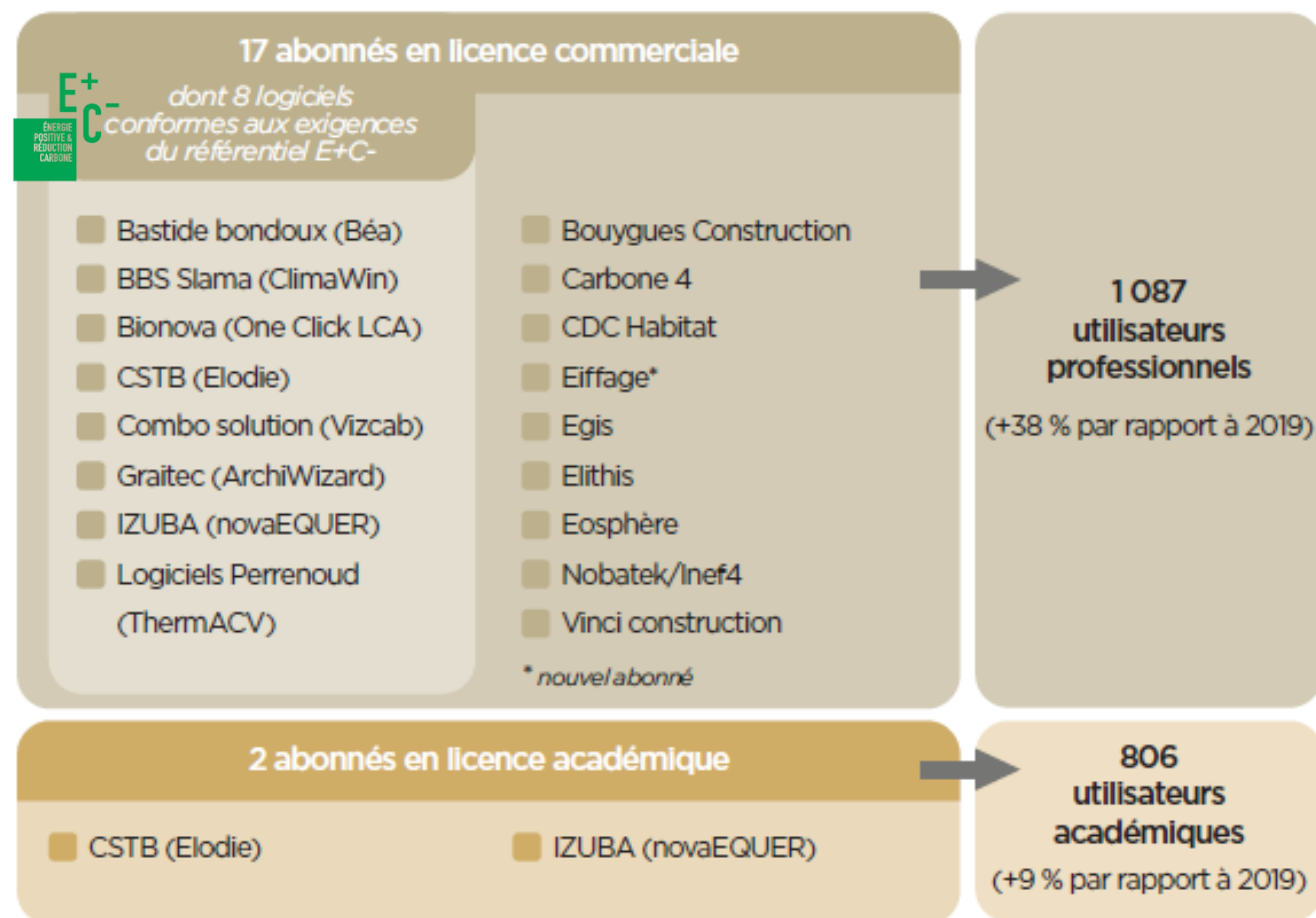 17 abonnés en licence commerciale
E+
C-
ÉNERGIE
POSITIVE &
RÉDUCTION
CARBONE
dont 8 logiciels
conformes aux exigences
du référentiel E+C-
Bastide bondoux (Béa)
BBS Slama (ClimaWin)
Bionova (One Click LCA)
CSTB (Elodie)
Combo solution (Vizcab)
Graitec (ArchiWizard)
IZUBA (novaEQUER)
Logiciels Perrenoud
(ThermACV)
Bouygues Construction
Carbone 4
CDC Habitat
Eiffage*
Egis
Elithis
Eosphère
Nobatek/Inef4
Vinci construction
* nouvel abonné
1 087
utilisateurs
professionnels
(+38 % par rapport à 2019)
2 abonnés en licence académique
CSTB (Elodie)
IZUBA (novaEQUER)
806
utilisateurs
académiques
(+9 % par rapport à 2019)